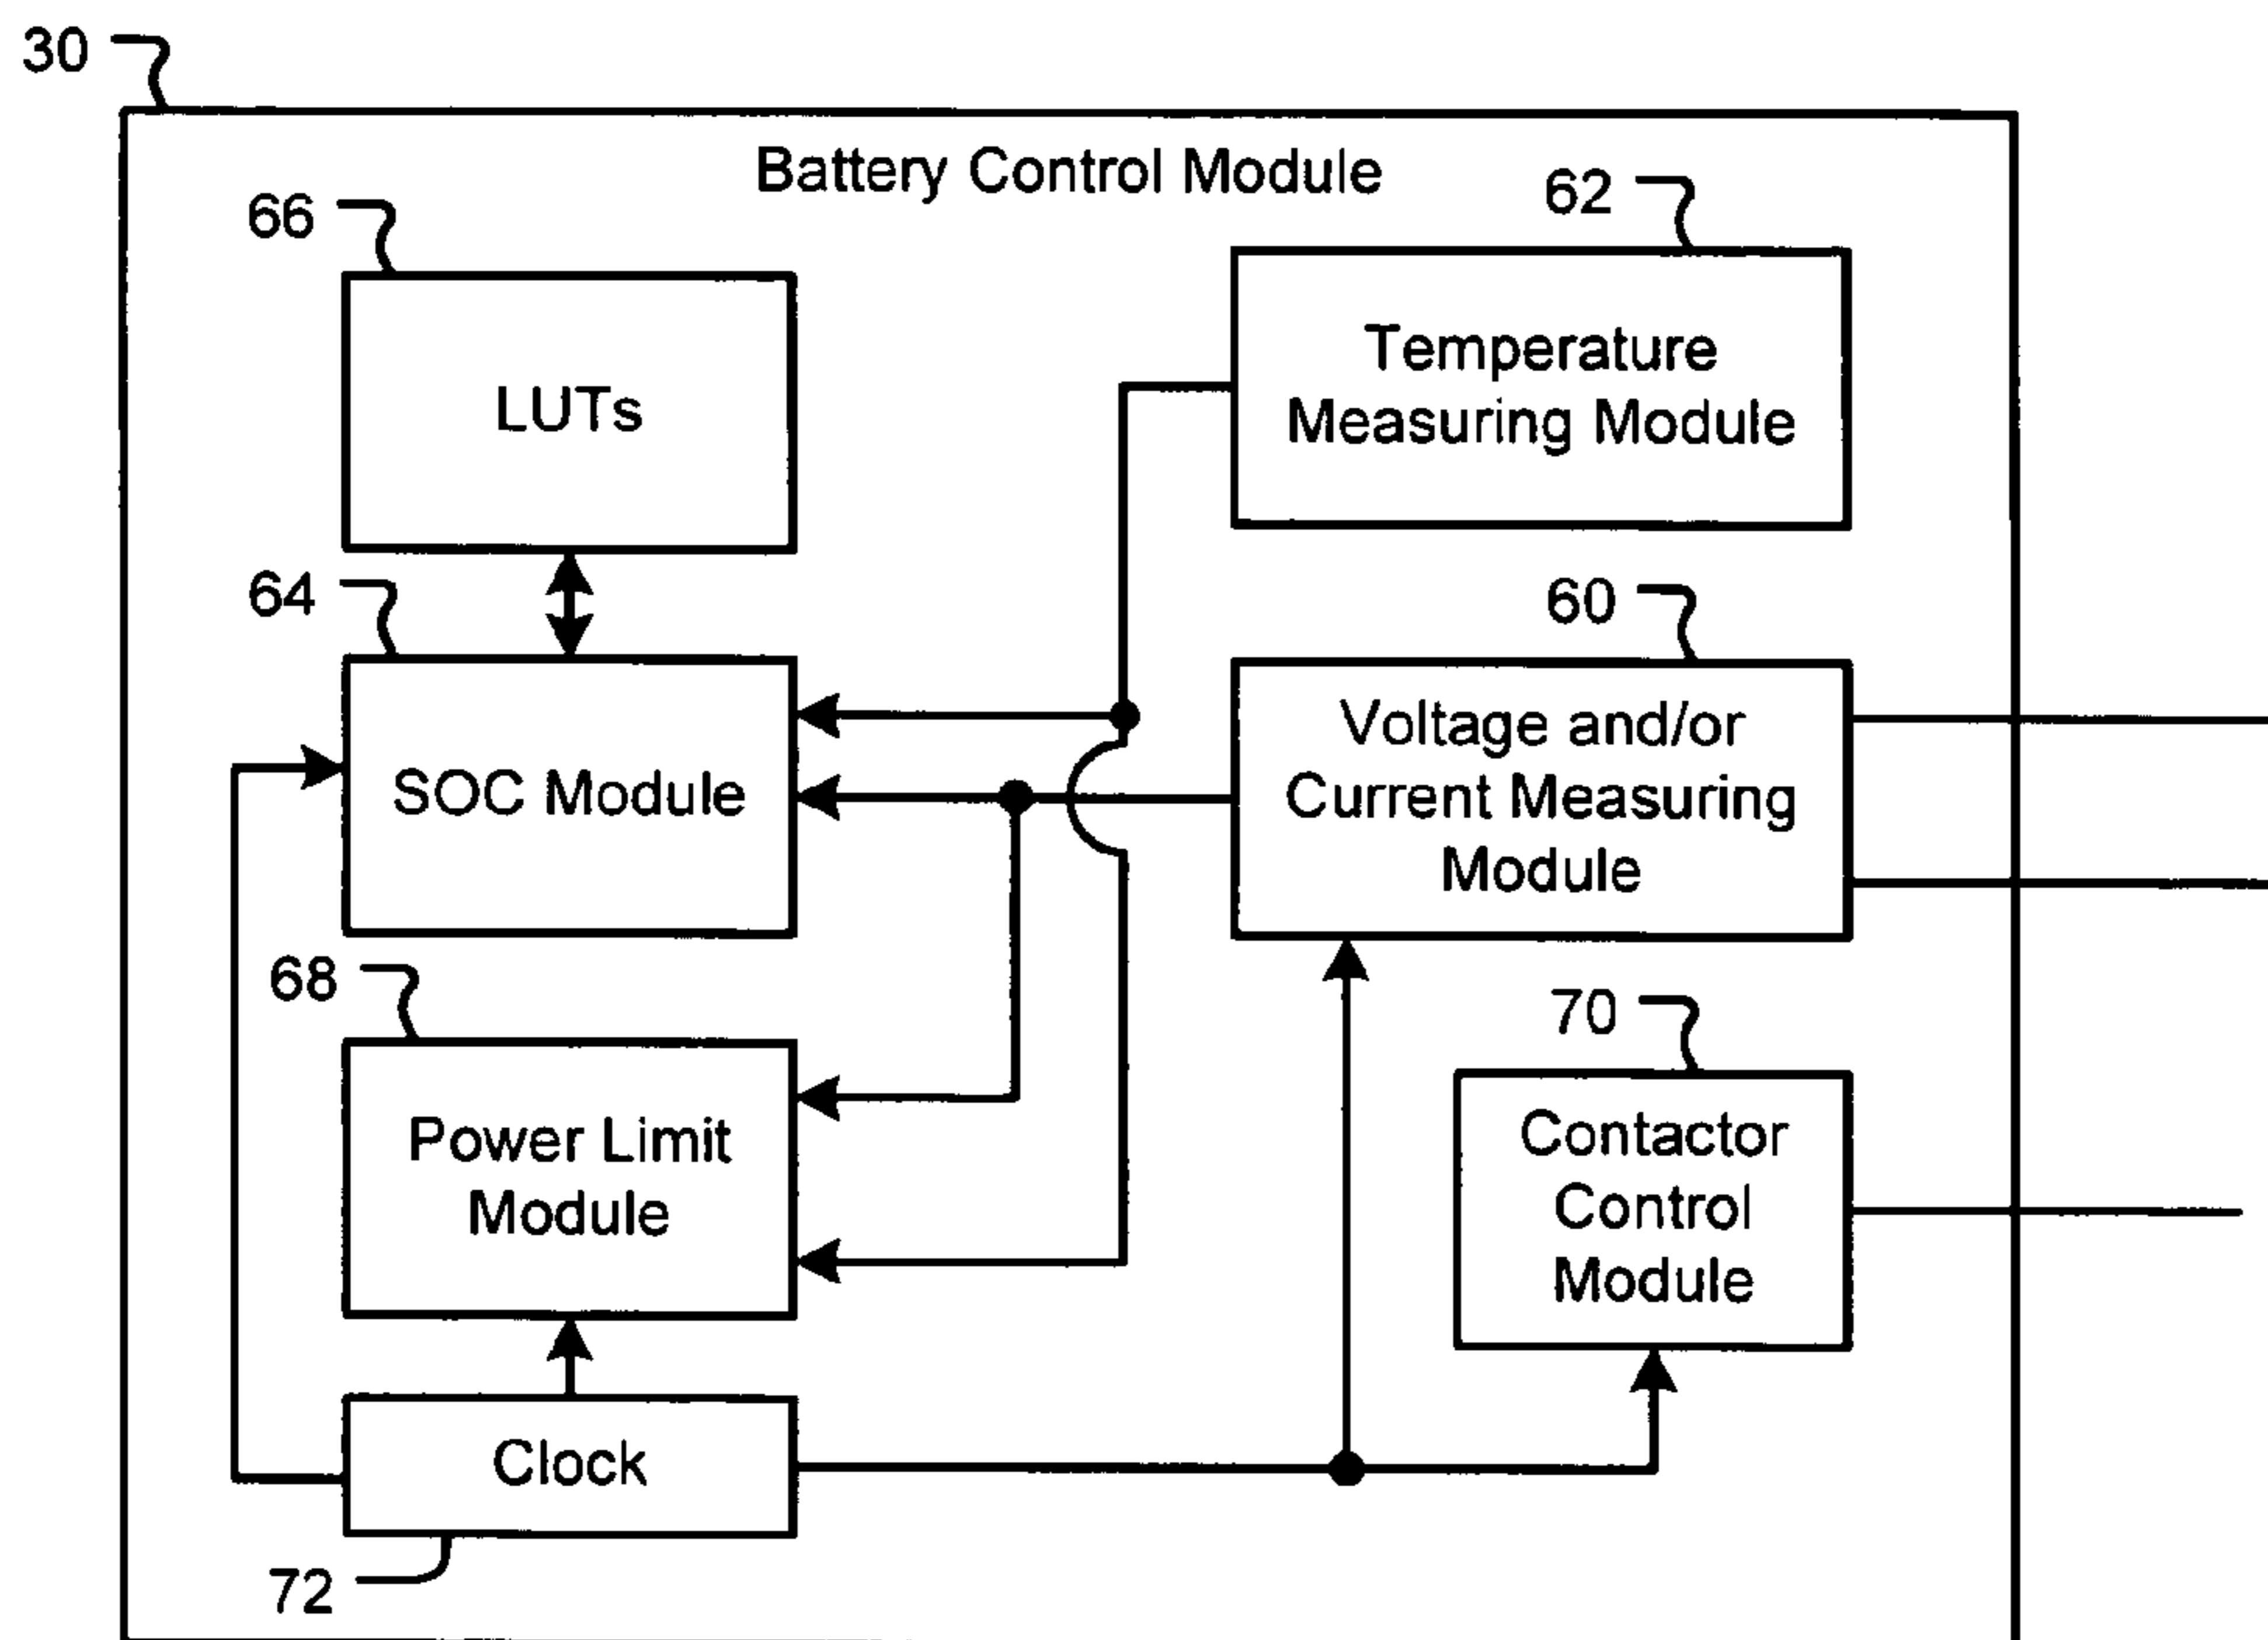 30
Battery Control Module
62
66
Temperature
Measuring Module
LUTs
64
60
Voltage and/or
Current Measuring
Module
SOC Module
68
70
Contactor
Control
Module
Power Limit
Module
Clock
72